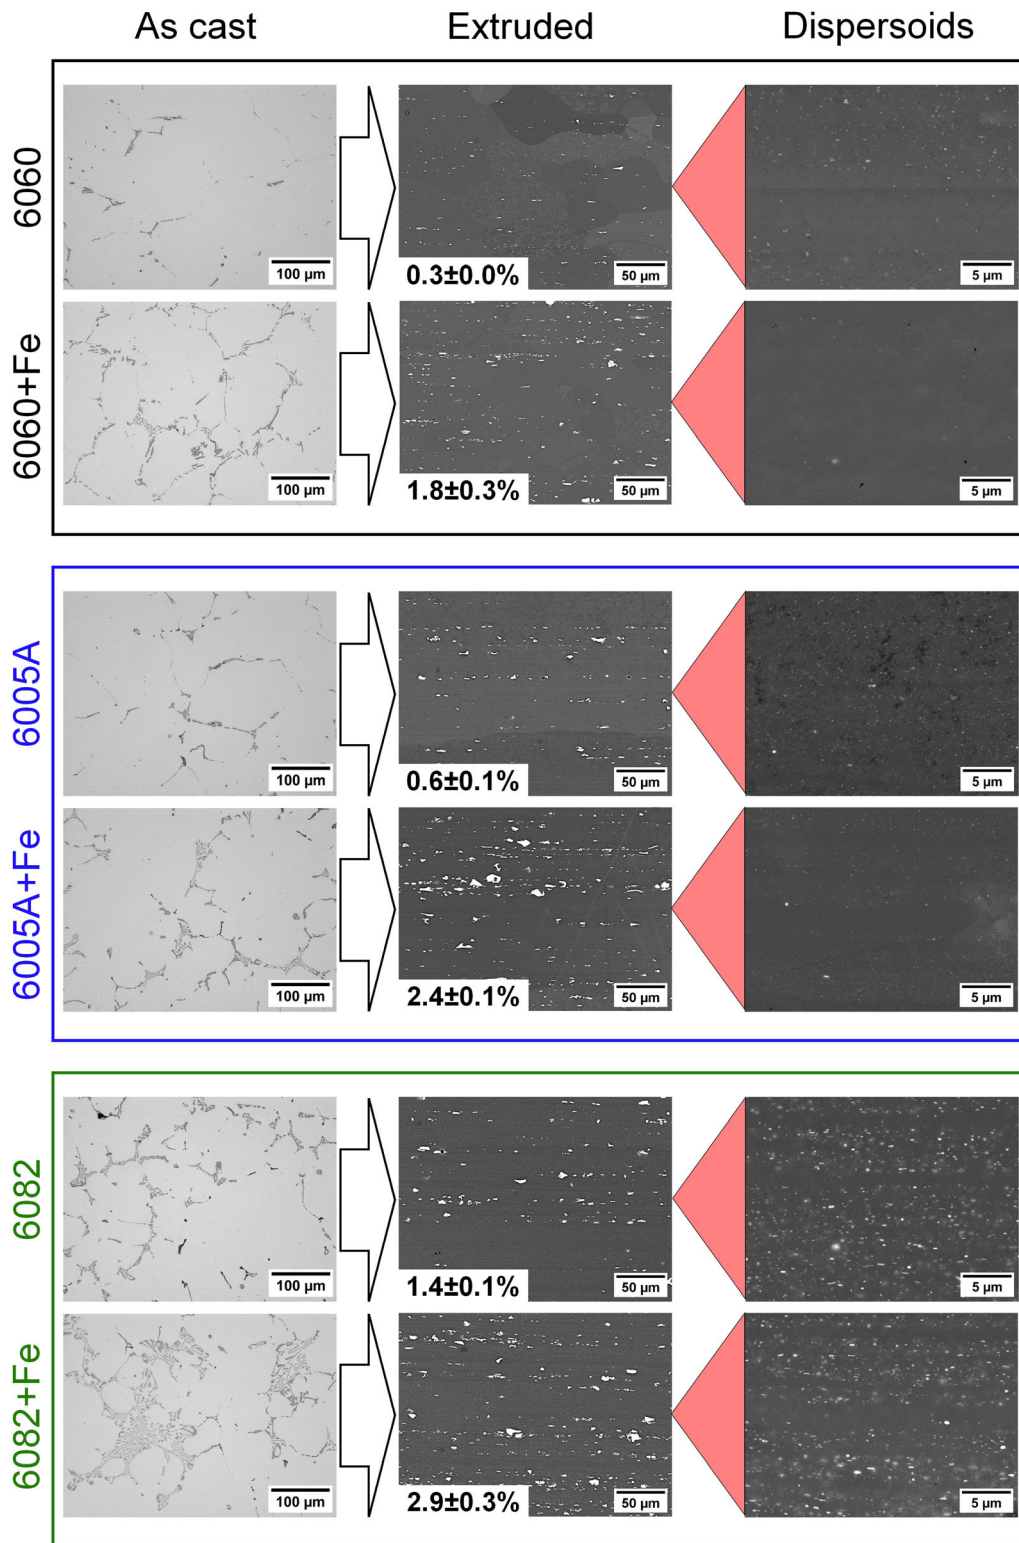 As cast Extruded Dispersoids
6060
100 µm
0.3±0.0%
50 µm
5 µm
6060+Fe
100 µm
1.8±0.3%
50 µm
5 µm
6005A
100 µm
0.6±0.1%
50 µm
5 µm
6005A+Fe
100 µm
2.4±0.1%
50 µm
5 µm
6082
100 µm
1.4±0.1%
50 µm
5 µm
6082+Fe
100 µm
2.9±0.3%
50 µm
5 µm